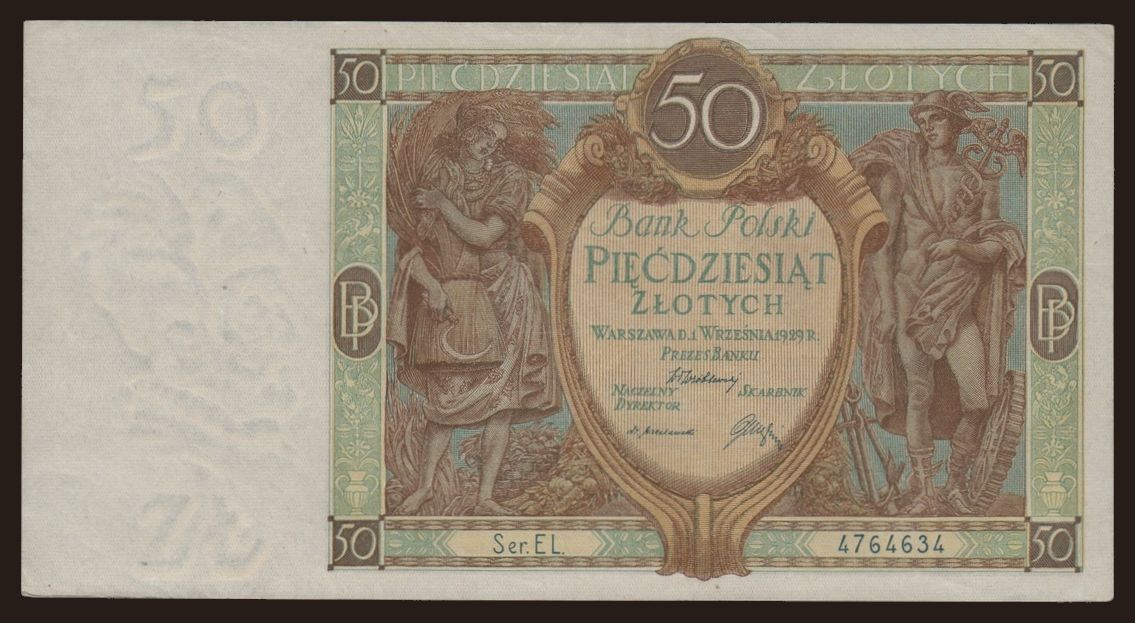 50 PIĘĆDZIESIĄT 50 ZŁOTYCH 50
Bank Polski
PIĘĆDZIESIĄT
ZŁOTYCH
WARSZAWA D. 1 WRZEŚNIA 1929 R.
PREZES BANKU
NACZELNY SKARBNIK
DYREKTOR
BP BP
50 Ser. EL. 4764634 50
50